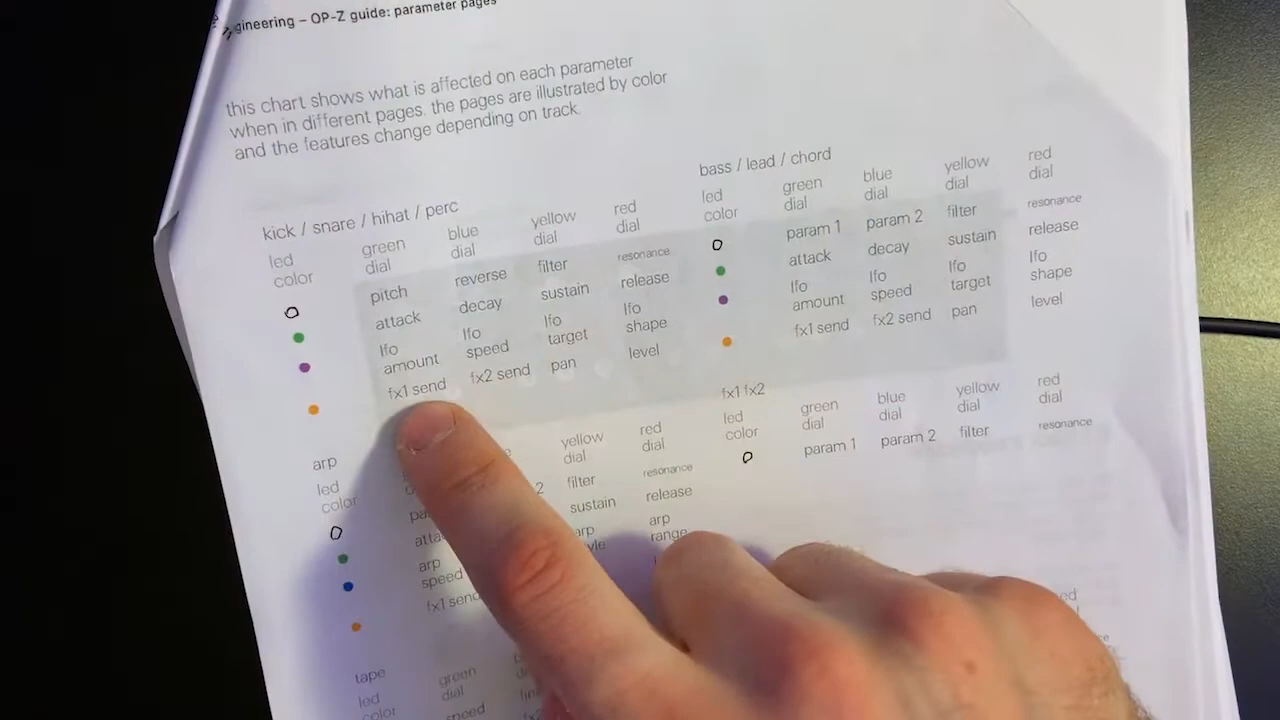 gineering – OP-Z guide: parameter pages
this chart shows what is affected on each parameter
when in different pages. the pages are illustrated by color
and the features change depending on track.
kick / snare / hihat / perc
led color green dial blue dial yellow dial red dial
pitch reverse filter resonance
attack decay sustain release
lfo amount lfo speed lfo target lfo shape
fx1 send fx2 send pan level
bass / lead / chord
led color green dial blue dial yellow dial red dial
param 1 param 2 filter resonance
attack decay sustain release
lfo amount lfo speed lfo target lfo shape
fx1 send fx2 send pan level
arp
led color yellow dial red dial
pa 2 filter resonance
atta sustain release
arp speed arp arp range
fx1 send
fx1 fx2
led color green dial blue dial yellow dial red dial
param 1 param 2 filter resonance
tape
led color green dial
speed